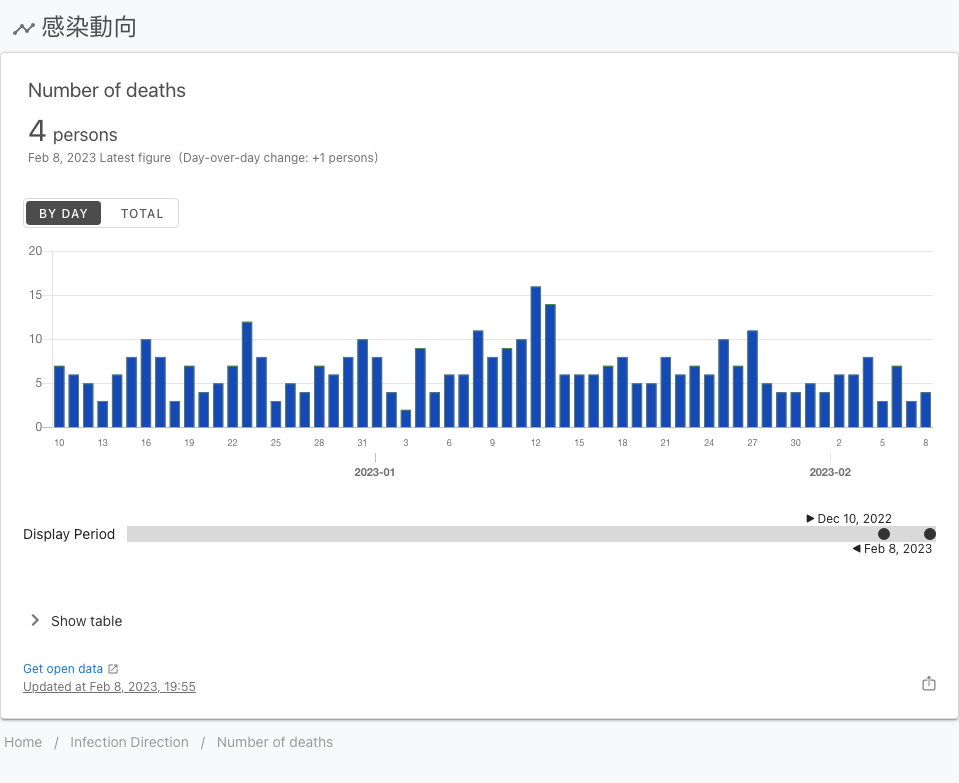 感染動向
Number of deaths
4 persons
Feb 8, 2023 Latest figure (Day-over-day change: +1 persons)
BY DAY TOTAL
20
15
10
5
0
10 13 16 19 22 25 28 31 3 6 9 12 15 18 21 24 27 30 2 5 8
2023-01 2023-02
Dec 10, 2022
Display Period
Feb 8, 2023
Show table
Get open data
Updated at Feb 8, 2023, 19:55
Home / Infection Direction / Number of deaths